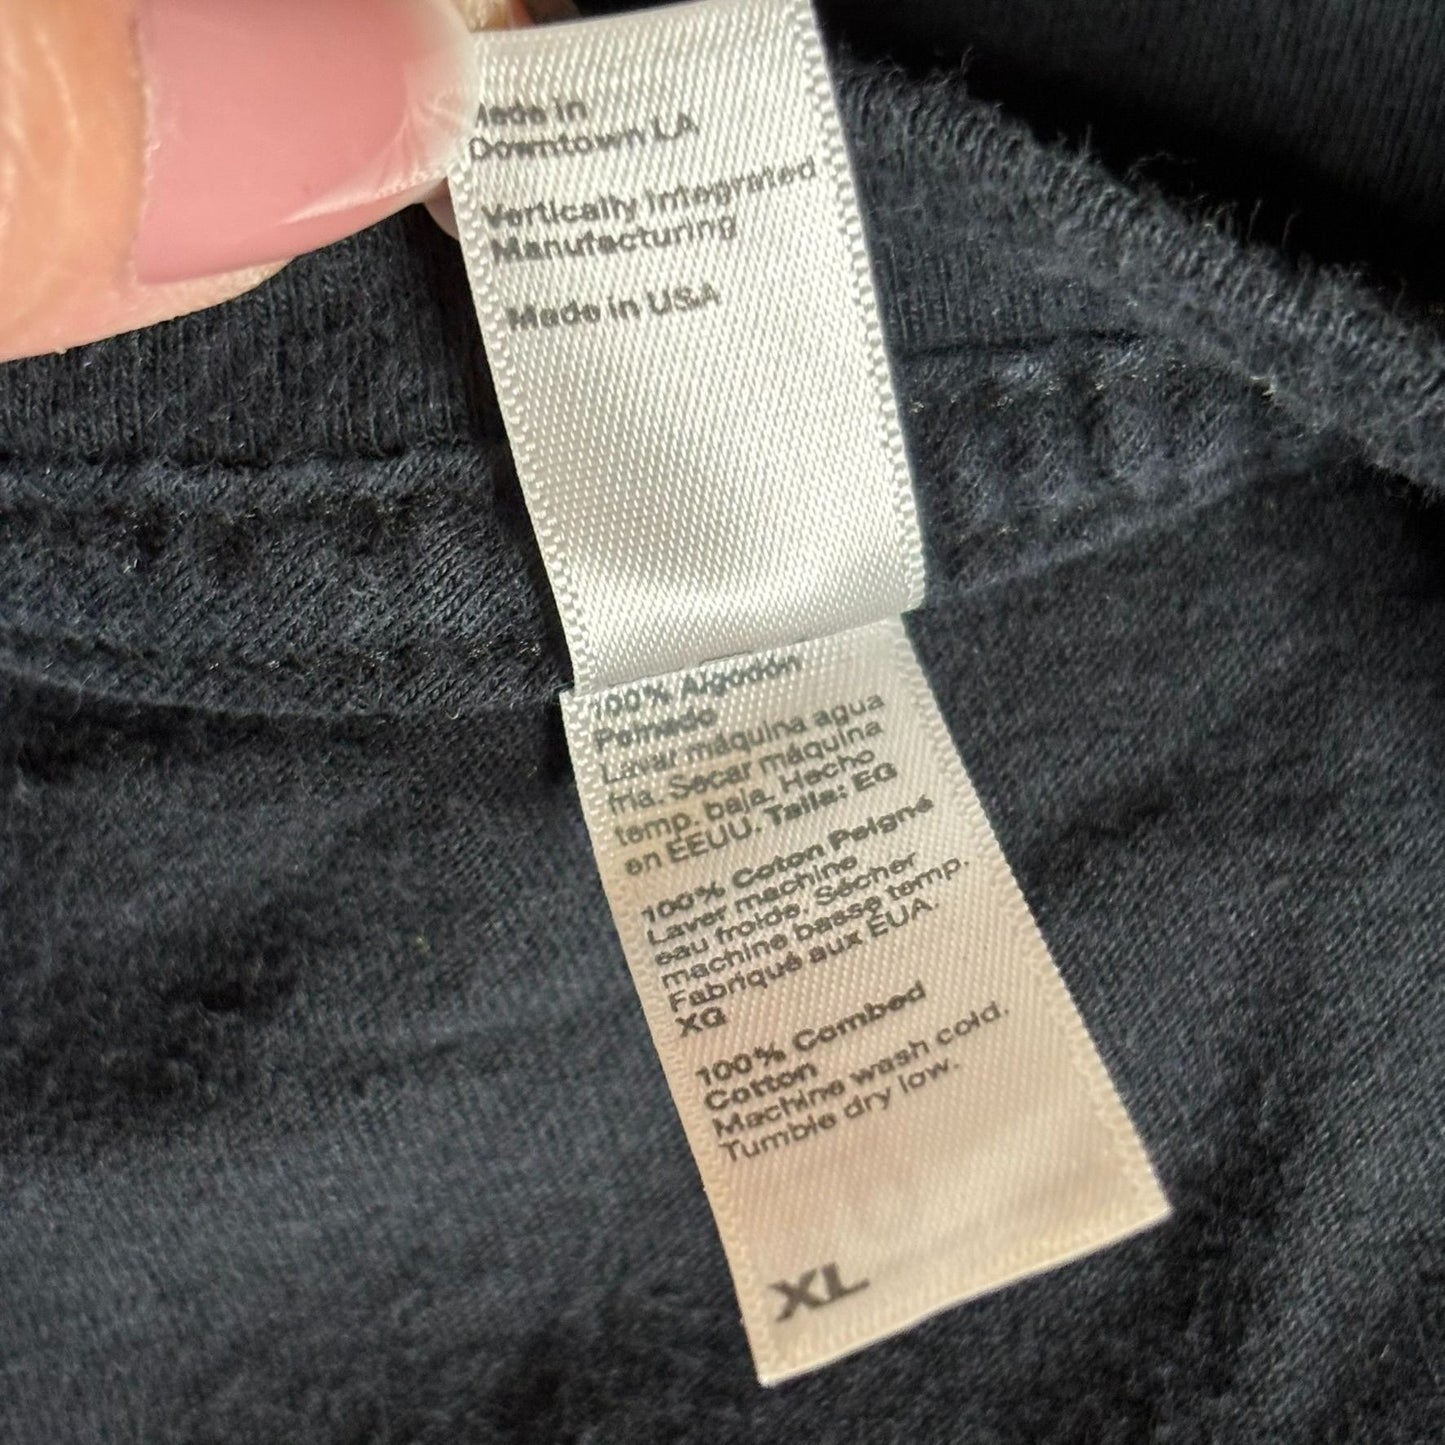 Made in
Downtown LA
Vertically Integrated
Manufacturing
Made in USA
100% Algodón
Peinado
Lavar máquina agua
fria. Secar máquina
temp. baja. Hecho
en EEUU. Talla: EG
100% Coton Peigné
Laver machine
eau froide. Sécher
machine basse temp.
Fabriqué aux ÉUA.
XG
100% Combed
Cotton
Machine wash cold.
Tumble dry low.
XL